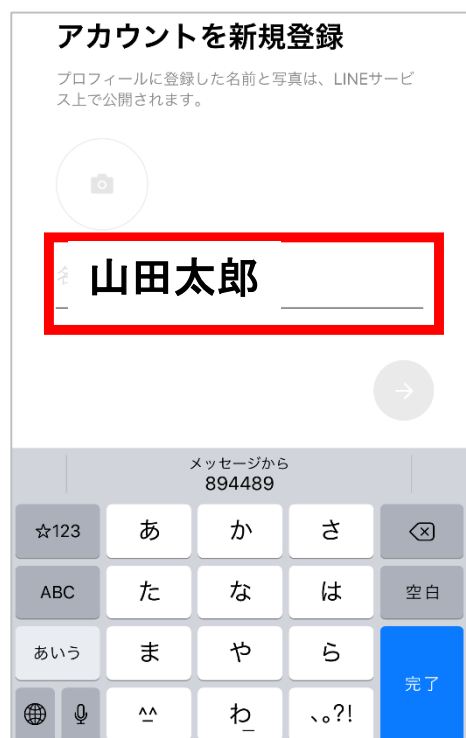 アカウントを新規登録
プロフィールに登録した名前と写真は、LINEサービ
ス上で公開されます。
山田太郎
メッセージから
894489
☆123 あ か さ
ABC た な は 空白
あいう ま や ら 完了
^^ わ 、。?!